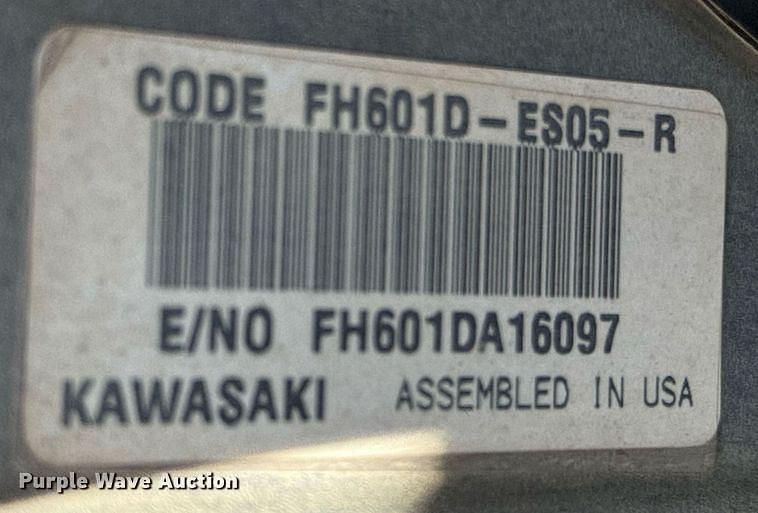 CODE FH601D-ES05-R
E/NO FH601DA16097
KAWASAKI ASSEMBLED IN USA
Purple Wave Auction